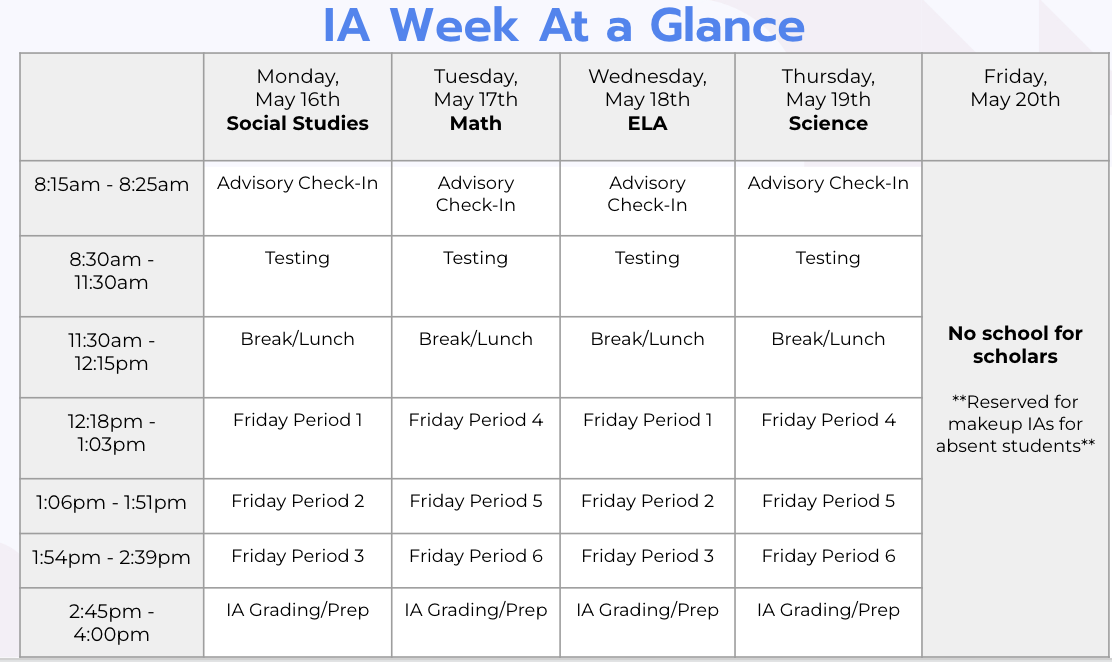 IA Week At a Glance
Monday,
May 16th
Social Studies
Tuesday,
May 17th
Math
Wednesday,
May 18th
ELA
Thursday,
May 19th
Science
Friday,
May 20th
8:15am - 8:25am
Advisory Check-In
Advisory
Check-In
Advisory
Check-In
Advisory Check-In
8:30am -
11:30am
Testing
Testing
Testing
Testing
11:30am -
12:15pm
Break/Lunch
Break/Lunch
Break/Lunch
Break/Lunch
12:18pm -
1:03pm
Friday Period 1
Friday Period 4
Friday Period 1
Friday Period 4
1:06pm - 1:51pm
Friday Period 2
Friday Period 5
Friday Period 2
Friday Period 5
1:54pm - 2:39pm
Friday Period 3
Friday Period 6
Friday Period 3
Friday Period 6
2:45pm -
4:00pm
IA Grading/Prep
IA Grading/Prep
IA Grading/Prep
IA Grading/Prep
No school for
scholars
**Reserved for
makeup IAs for
absent students**